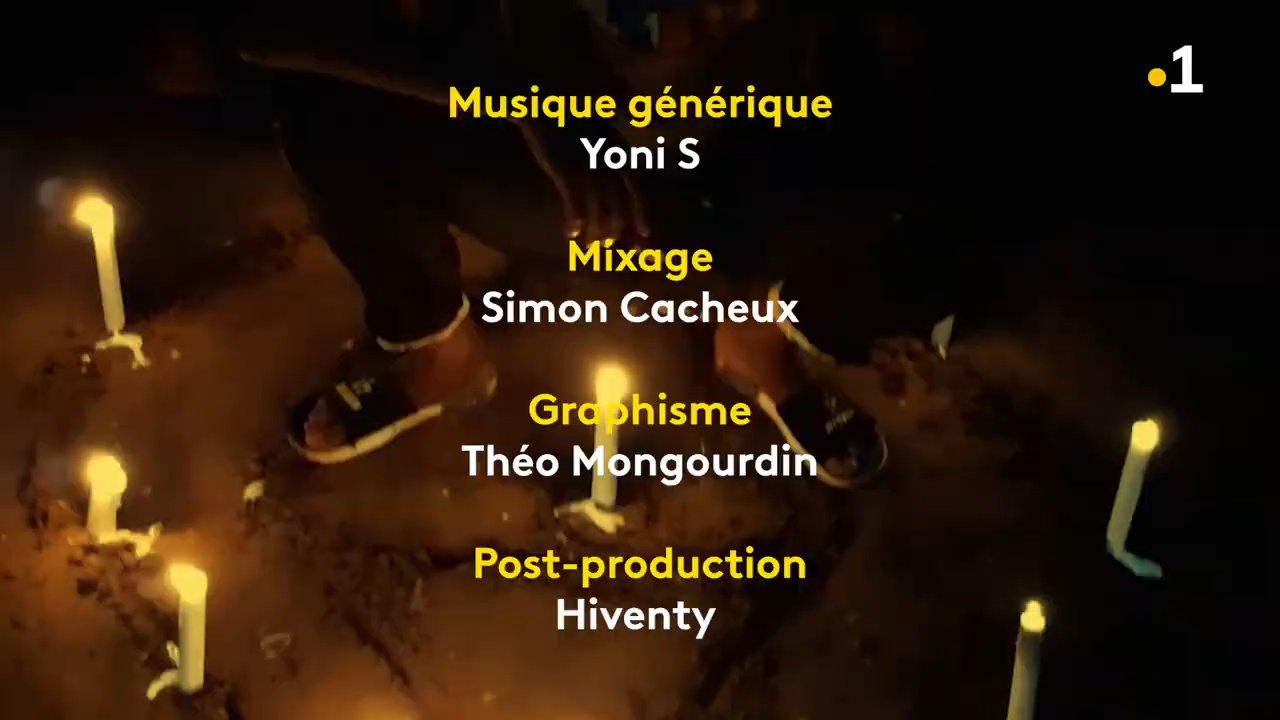 1
Musique générique
Yoni S
Mixage
Simon Cacheux
Graphisme
Théo Mongourdin
Post-production
Hiventy